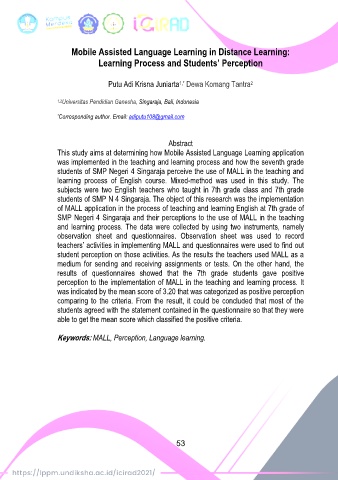 iCIRAD
Mobile Assisted Language Learning in Distance Learning:
Learning Process and Students' Perception
Putu Adi Krisna Juniarta1,* Dewa Komang Tantra2
1,2Universitas Pendidian Ganesha, Singaraja, Bali, Indonesia
*Corresponding author. Email: adiputu108@gmail.com
Abstract
This study aims at determining how Mobile Assisted Language Learning application
was implemented in the teaching and learning process and how the seventh grade
students of SMP Negeri 4 Singaraja perceive the use of MALL in the teaching and
learning process of English course. Mixed-method was used in this study. The
subjects were two English teachers who taught in 7th grade class and 7th grade
students of SMP N 4 Singaraja. The object of this research was the implementation
of MALL application in the process of teaching and learning English at 7th grade of
SMP Negeri 4 Singaraja and their perceptions to the use of MALL in the teaching
and learning process. The data were collected by using two instruments, namely
observation sheet and questionnaires. Observation sheet was used to record
teachers' activities in implementing MALL and questionnaires were used to find out
student perception on those activities. As the results the teachers used MALL as a
medium for sending and receiving assignments or tests. On the other hand, the
results of questionnaires showed that the 7th grade students gave positive
perception to the implementation of MALL in the teaching and learning process. It
was indicated by the mean score of 3,20 that was categorized as positive perception
comparing to the criteria. From the result, it could be concluded that most of the
students agreed with the statement contained in the questionnaire so that they were
able to get the mean score which classified the positive criteria.
Keywords: MALL, Perception, Language learning.
53
https://lppm.undiksha.ac.id/icirad2021/